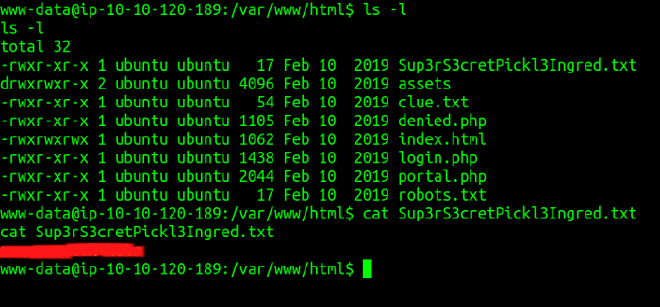 www-data@ip-10-10-120-189:/var/www/html$ ls -l
ls -l
total 32
-rwxr-xr-x 1 ubuntu ubuntu   17 Feb 10  2019 Sup3rS3cretPickl3Ingred.txt
drwxrwxr-x 2 ubuntu ubuntu 4096 Feb 10  2019 assets
-rwxr-xr-x 1 ubuntu ubuntu   54 Feb 10  2019 clue.txt
-rwxr-xr-x 1 ubuntu ubuntu 1105 Feb 10  2019 denied.php
-rwxrwxrwx 1 ubuntu ubuntu 1062 Feb 10  2019 index.html
-rwxr-xr-x 1 ubuntu ubuntu 1438 Feb 10  2019 login.php
-rwxr-xr-x 1 ubuntu ubuntu 2044 Feb 10  2019 portal.php
-rwxr-xr-x 1 ubuntu ubuntu   17 Feb 10  2019 robots.txt
www-data@ip-10-10-120-189:/var/www/html$ cat Sup3rS3cretPickl3Ingred.txt
cat Sup3rS3cretPickl3Ingred.txt
www-data@ip-10-10-120-189:/var/www/html$